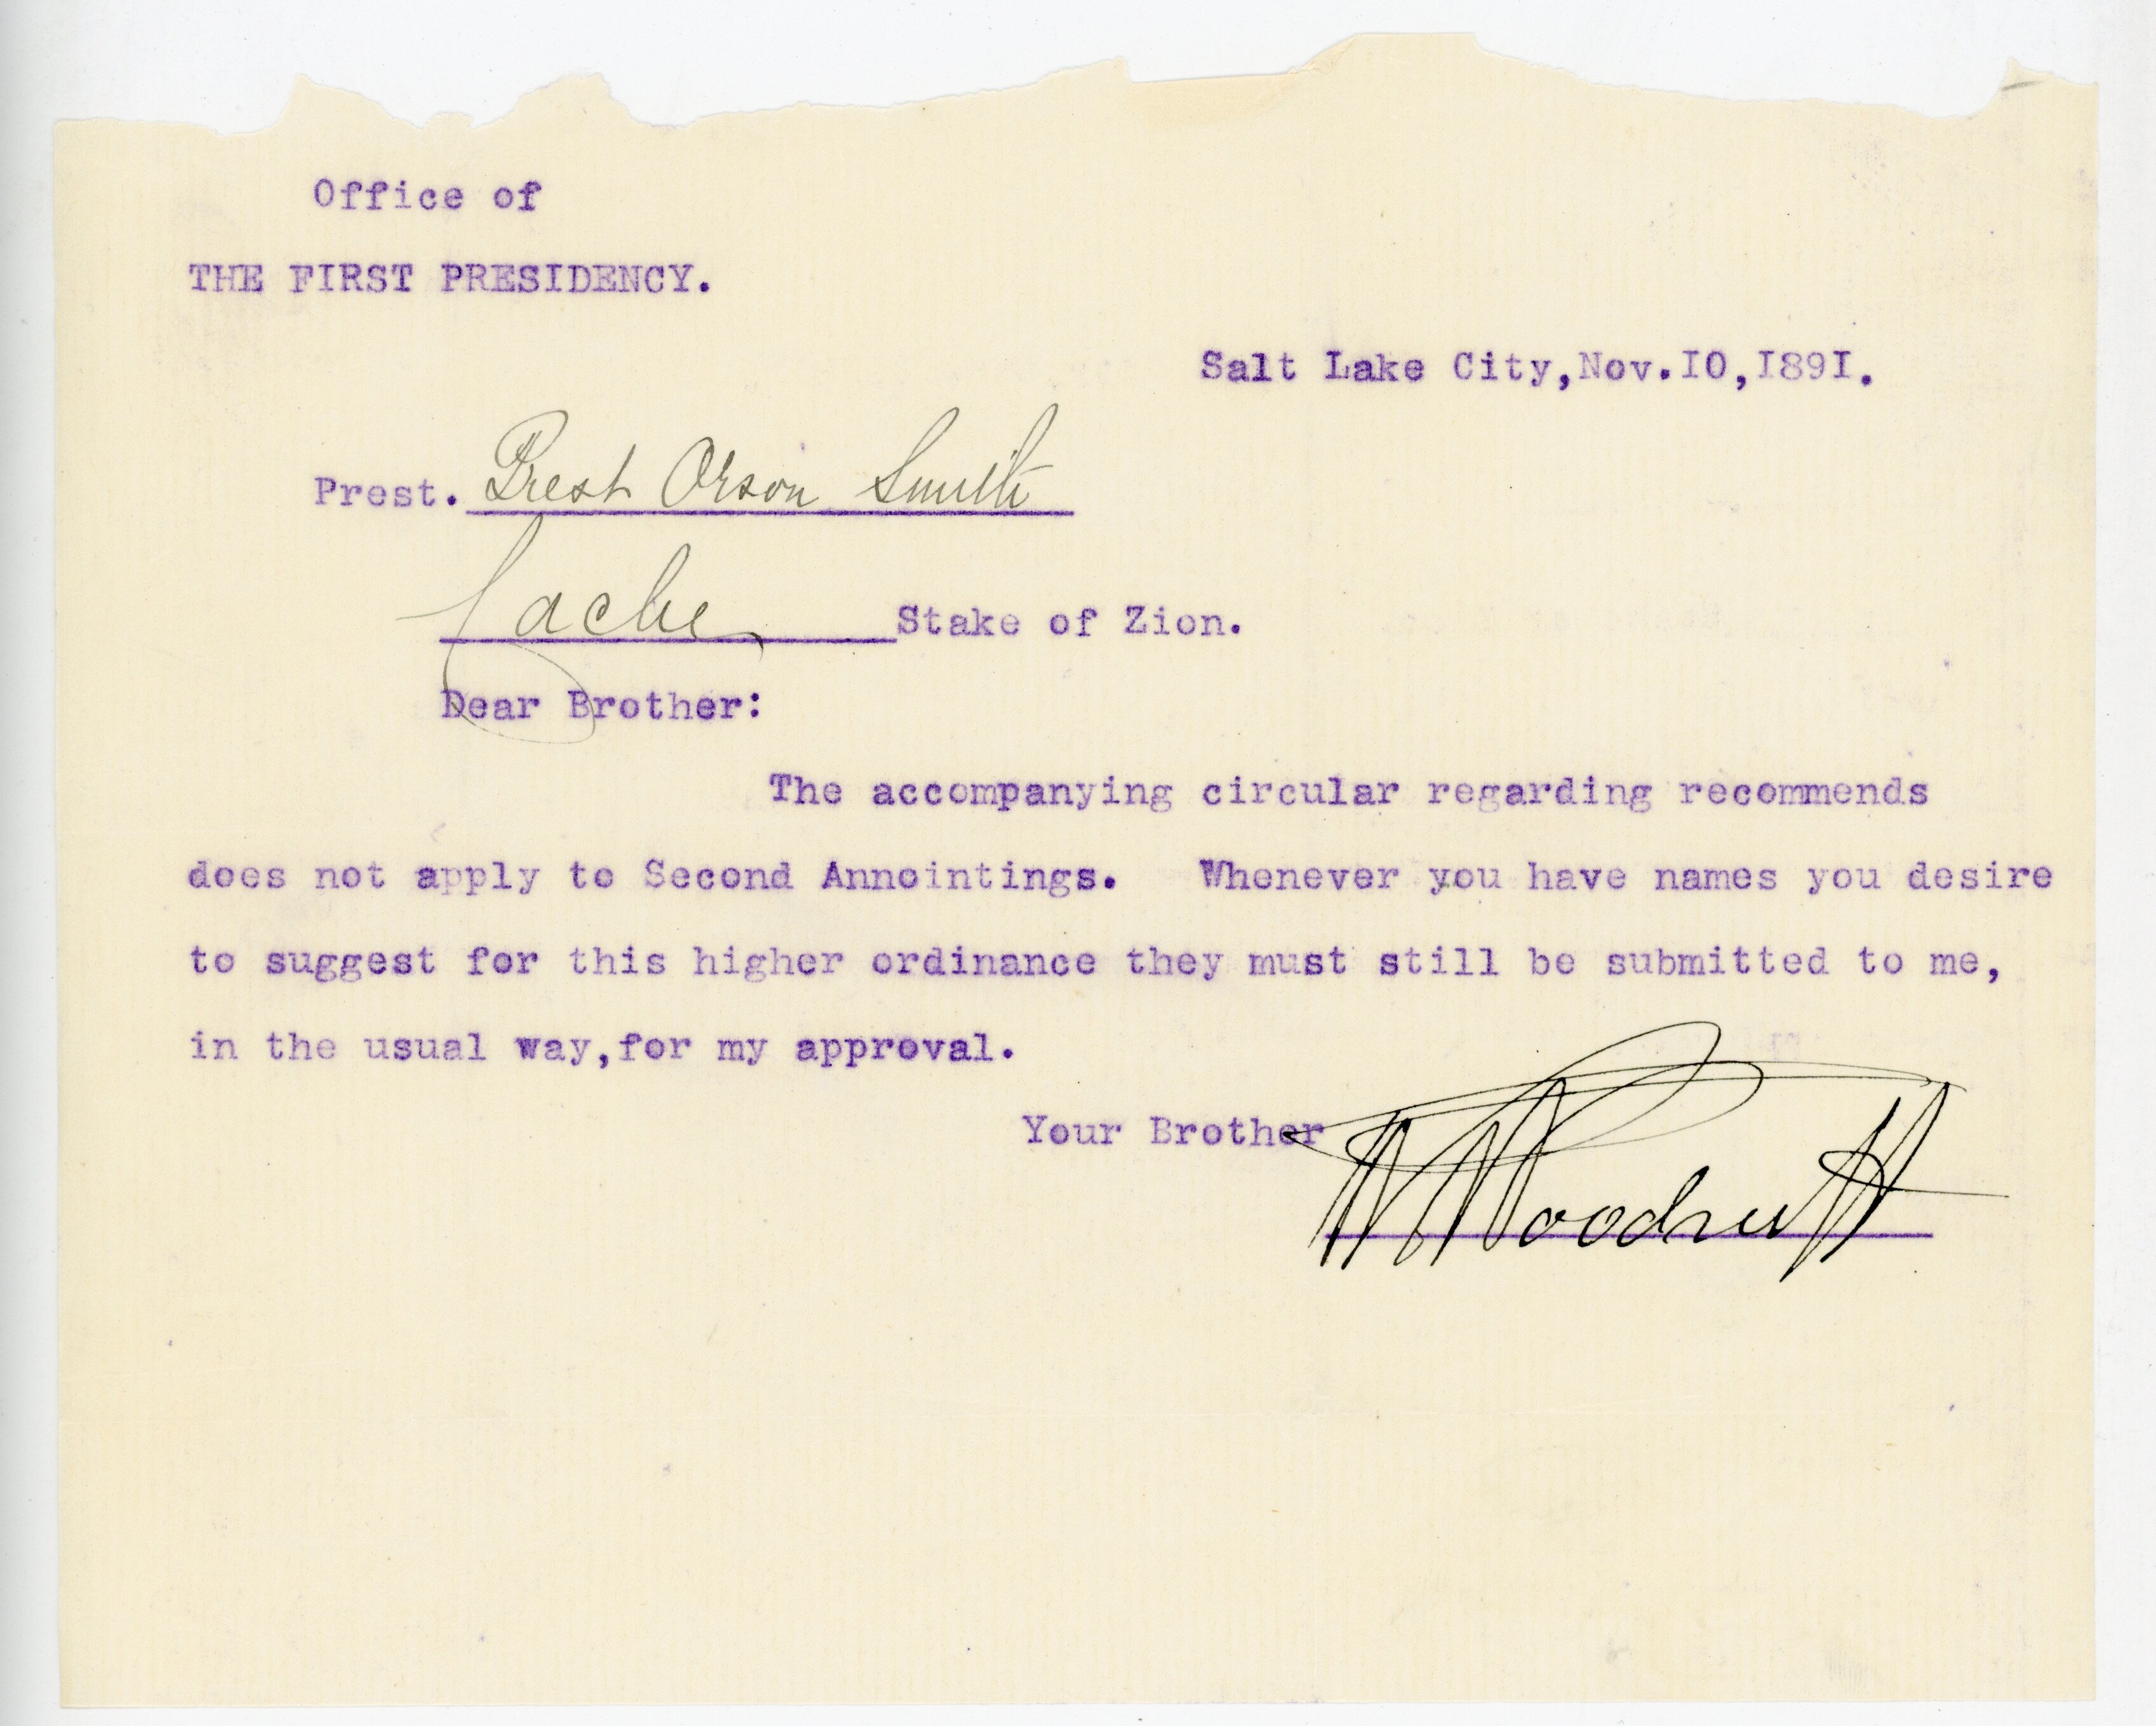 Office of
THE FIRST PRESIDENCY.
Salt Lake City,Nov.IO,I89I.
Prest. Prest Orson Smith
Cache Stake of Zion.
Dear Brother:
The accompanying circular regarding recommends
does not apply to Second Annointings. Whenever you have names you desire
to suggest for this higher ordinance they must still be submitted to me,
in the usual way,for my approval.
Your Brother
W Woodruff